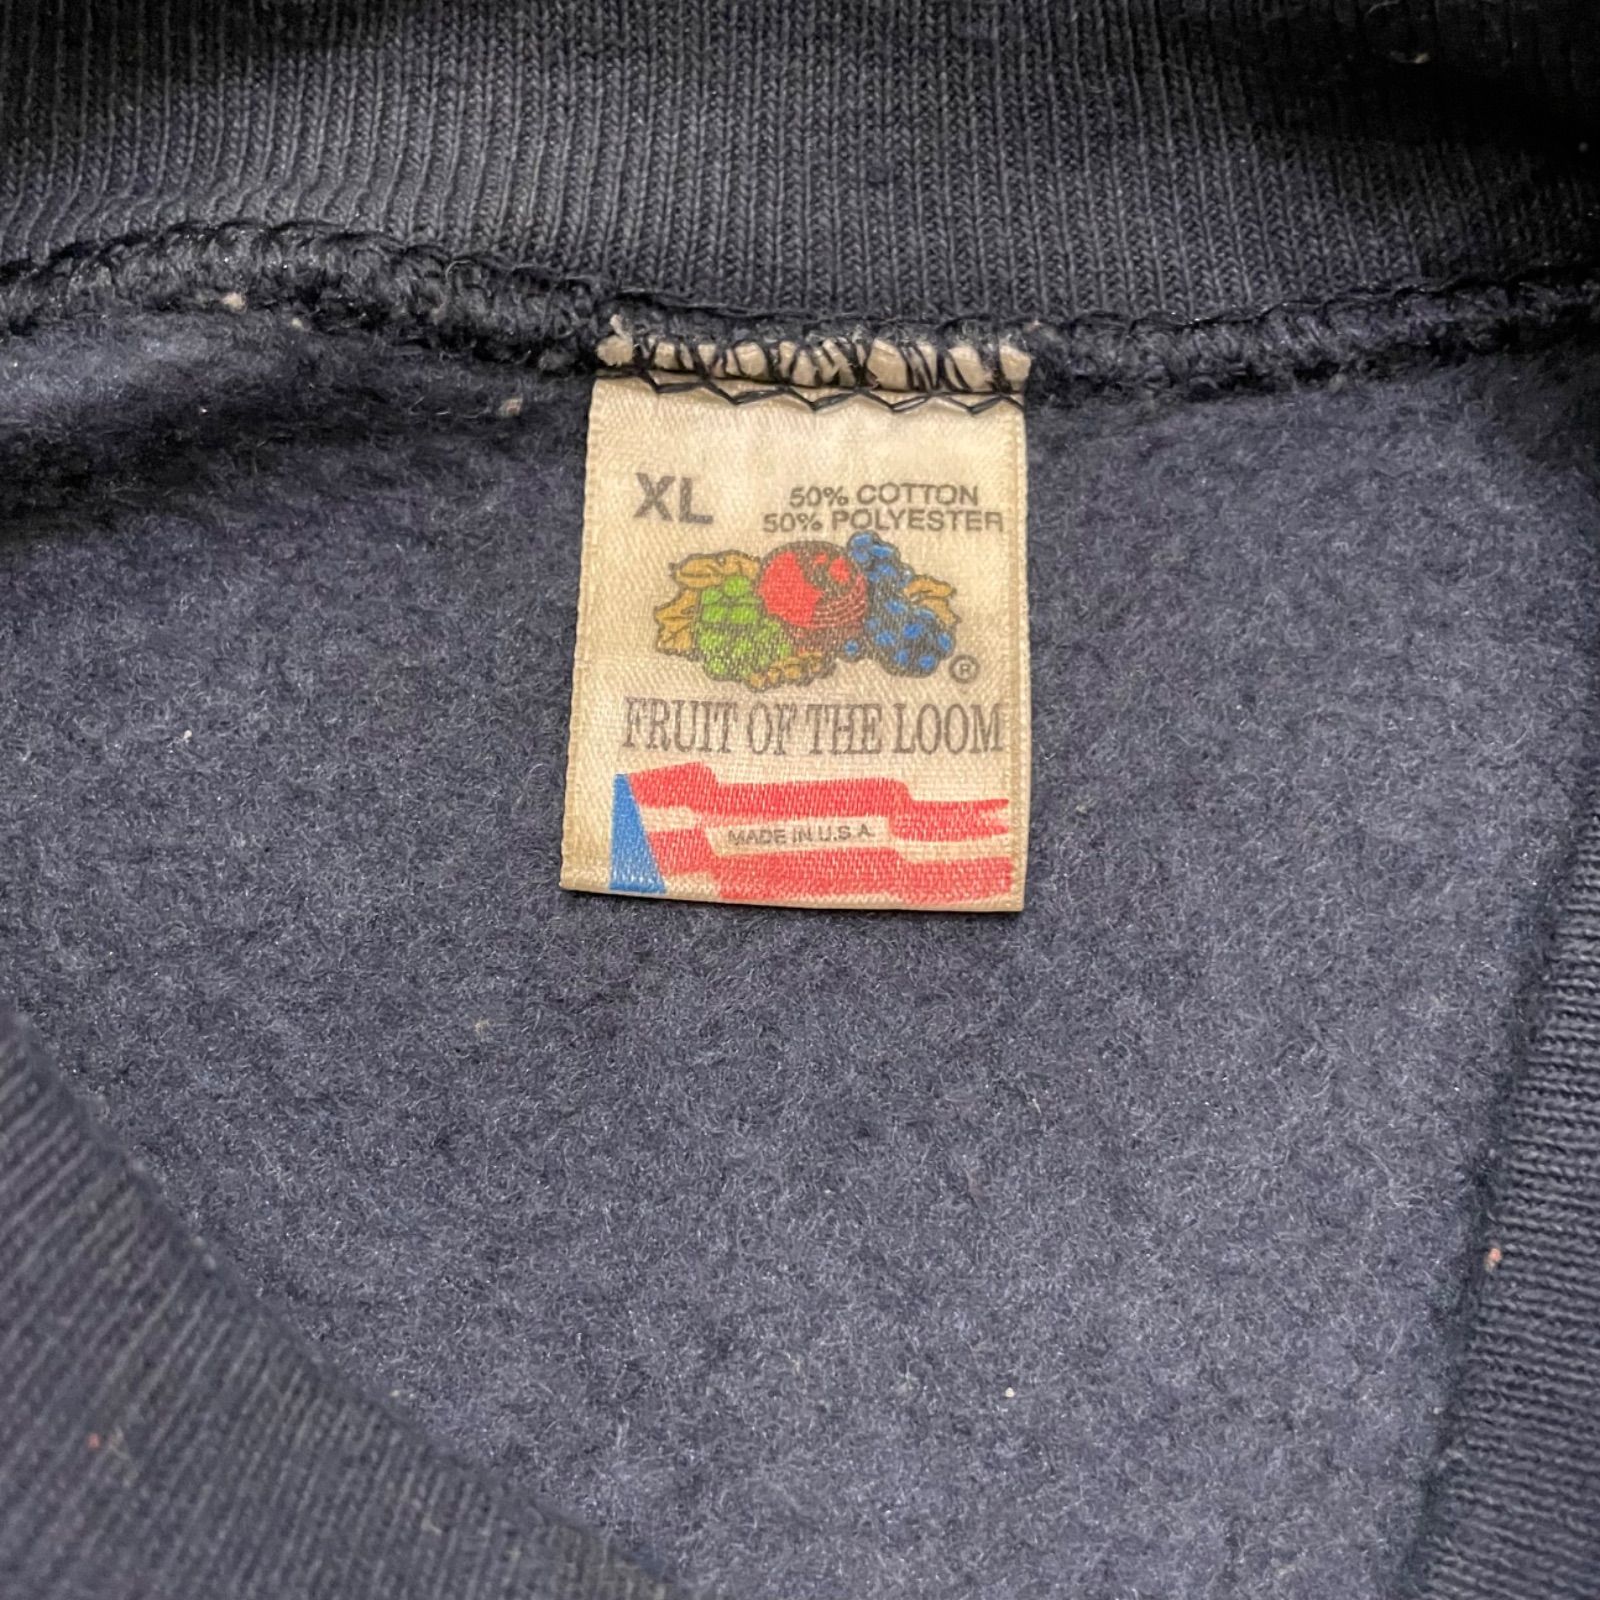 XL
50% COTTON
50% POLYESTER
®
FRUIT OF THE LOOM
MADE IN U.S.A.